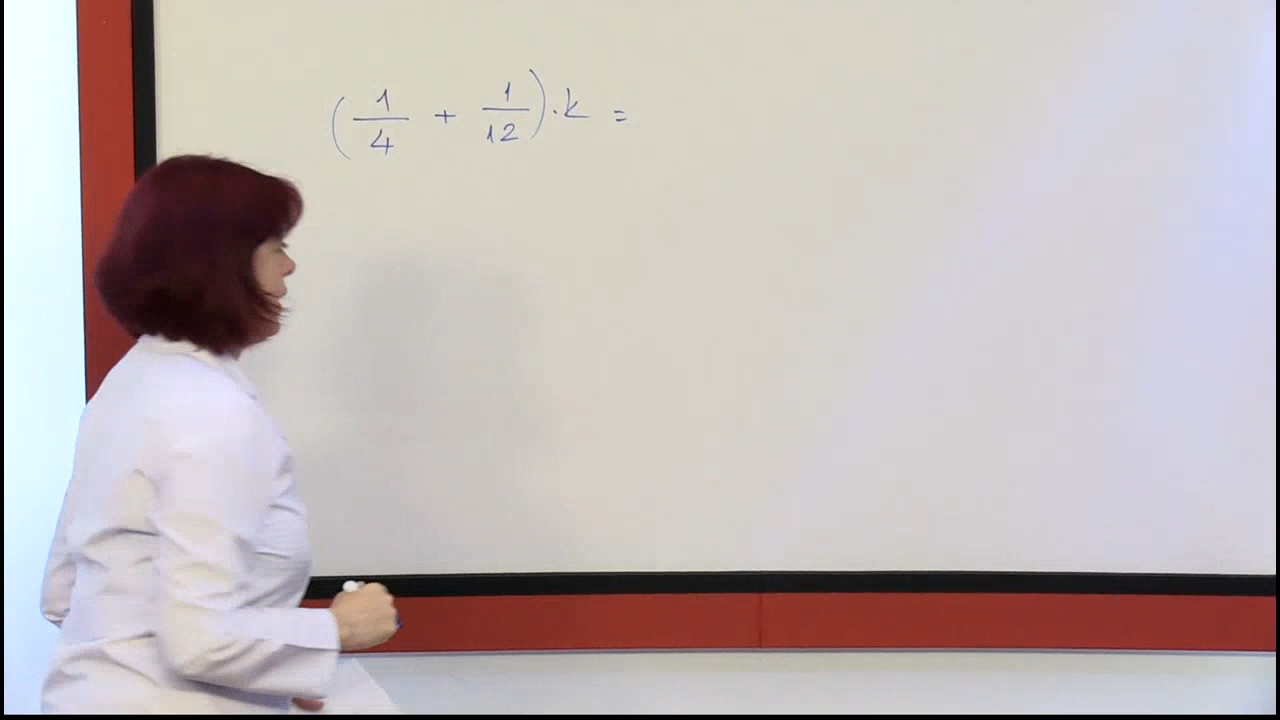 (1/4 + 1/12) · k =